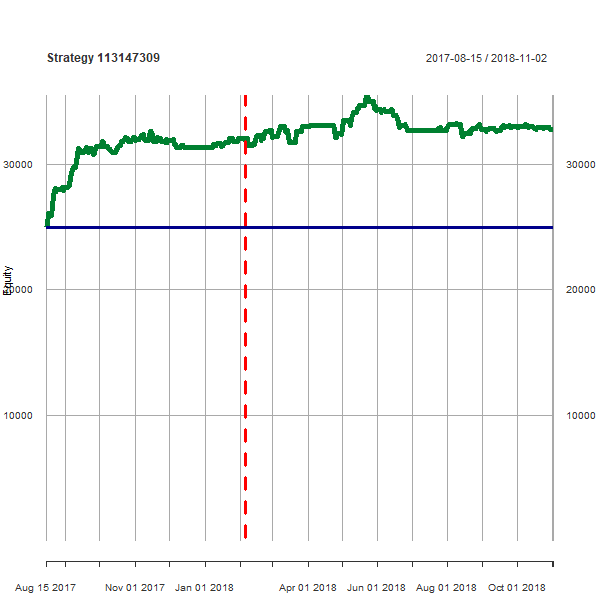 Strategy 113147309
2017-08-15 / 2018-11-02
30000
30000
Equity
20000
20000
10000
10000
Aug 15 2017
Nov 01 2017
Jan 01 2018
Apr 01 2018
Jun 01 2018
Aug 01 2018
Oct 01 2018